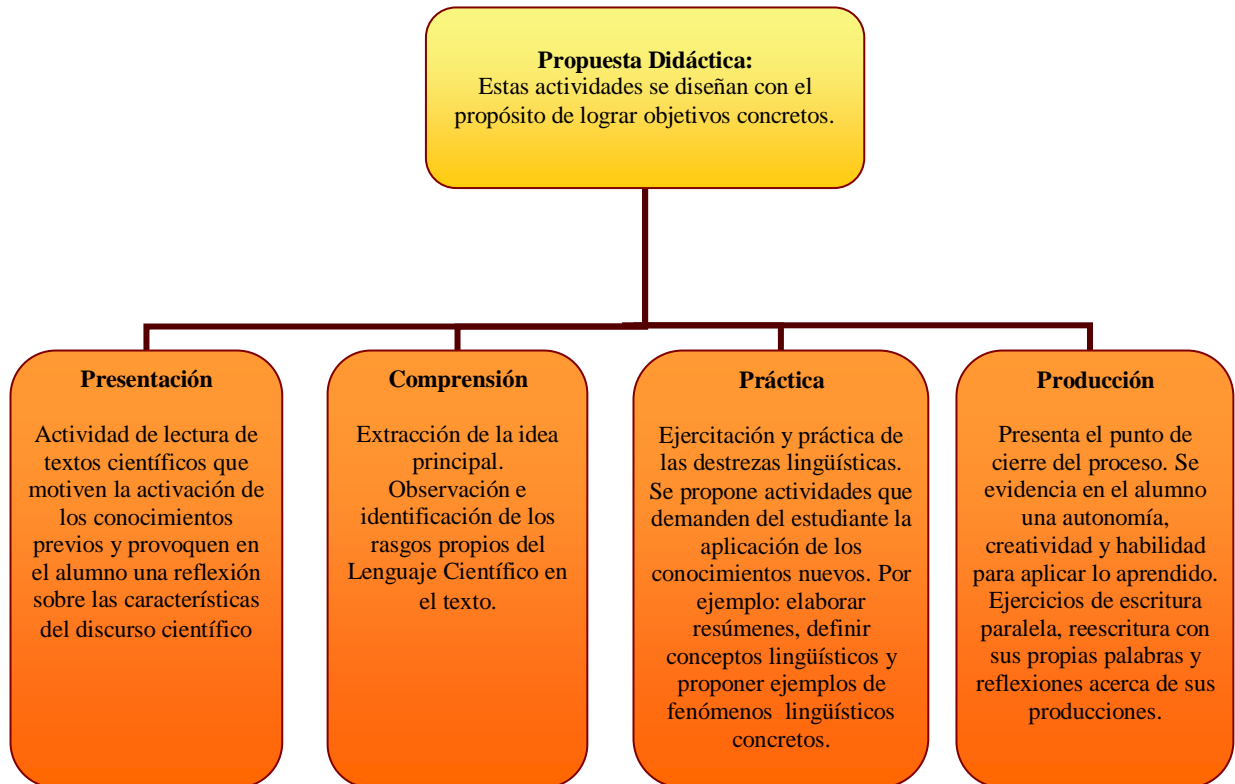 Propuesta Didáctica:
Estas actividades se diseñan con el
propósito de lograr objetivos concretos.
Presentación
Actividad de lectura de
textos científicos que
motiven la activación de
los conocimientos
previos y provoquen en
el alumno una reflexión
sobre las características
del discurso científico
Comprensión
Extracción de la idea
principal.
Observación e
identificación de los
rasgos propios del
Lenguaje Científico en
el texto.
Práctica
Ejercitación y práctica de
las destrezas lingüísticas.
Se propone actividades que
demanden del estudiante la
aplicación de los
conocimientos nuevos. Por
ejemplo: elaborar
resúmenes, definir
conceptos lingüísticos y
proponer ejemplos de
fenómenos lingüísticos
concretos.
Producción
Presenta el punto de
cierre del proceso. Se
evidencia en el alumno
una autonomía,
creatividad y habilidad
para aplicar lo aprendido.
Ejercicios de escritura
paralela, reescritura con
sus propias palabras y
reflexiones acerca de sus
producciones.